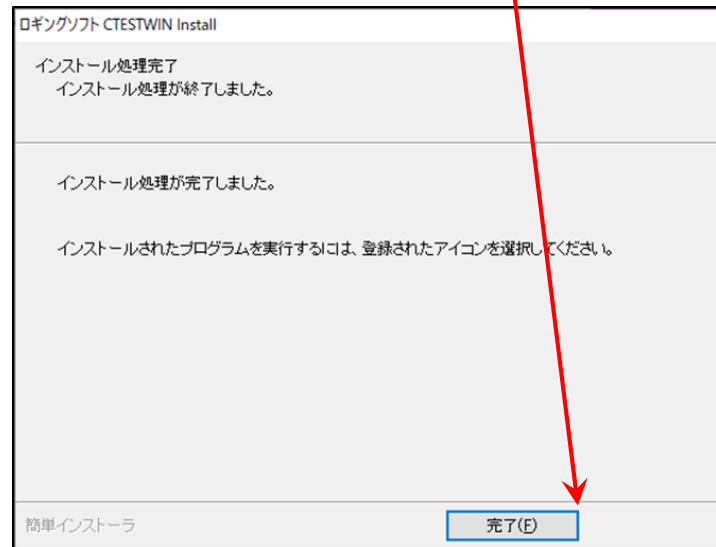 ロギングソフト CTESTWIN Install
インストール処理完了
インストール処理が終了しました。
インストール処理が完了しました。
インストールされたプログラムを実行するには、登録されたアイコンを選択してください。
簡単インストーラ
完了(F)